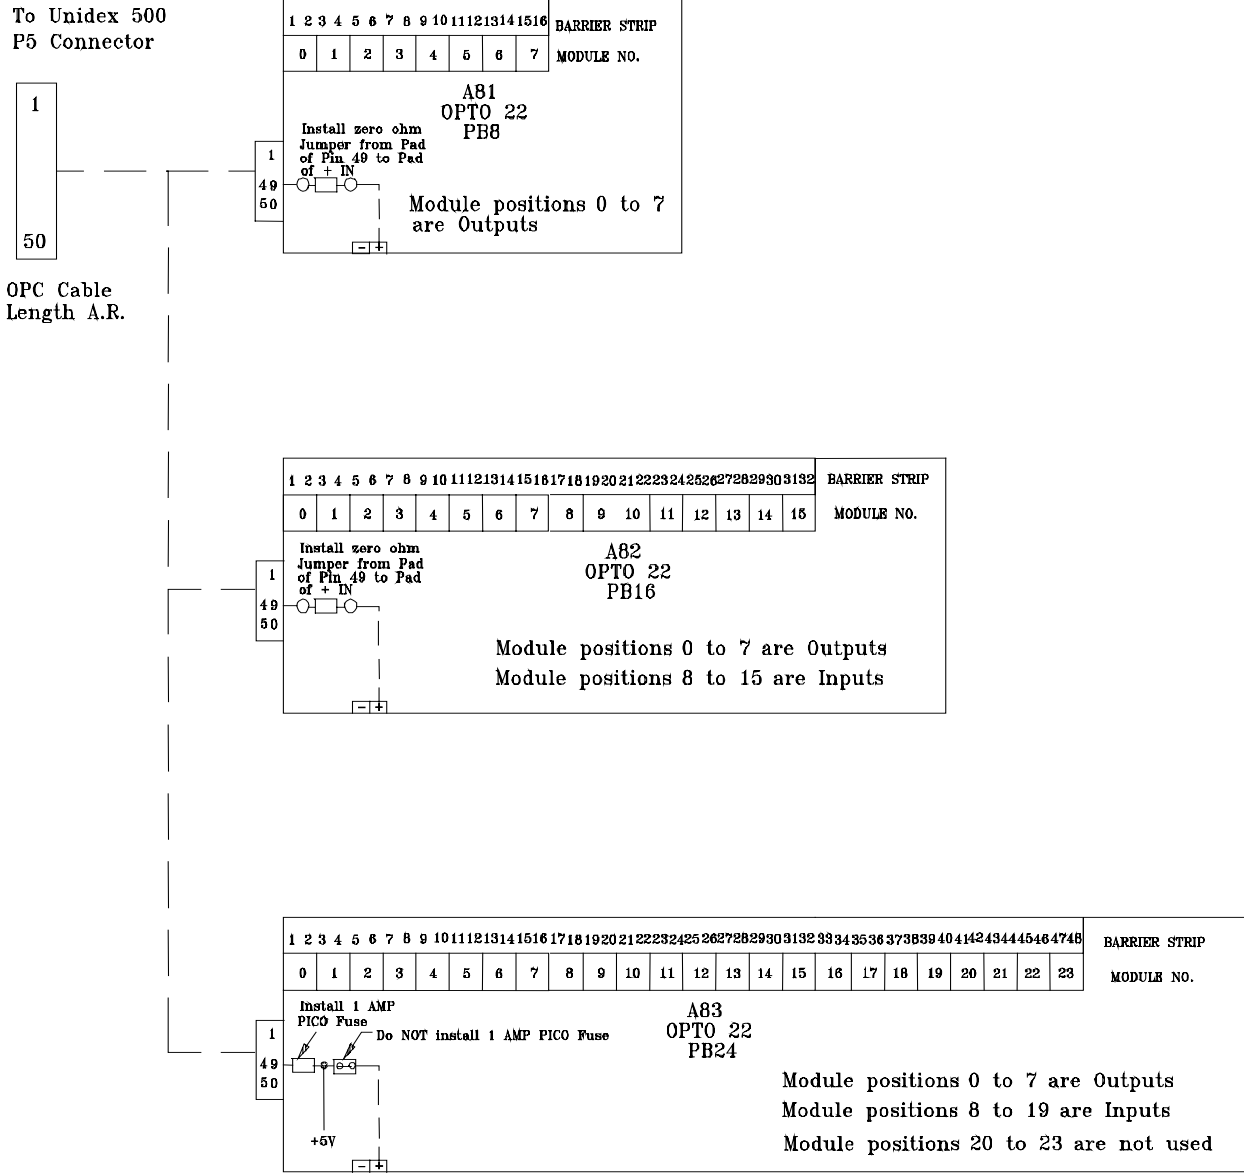 To Unidex 500
P5 Connector
1
50
OPC Cable
Length A.R.
1 2 3 4 5 6 7 8 9 10 11 12 13 14 15 16 BARRIER STRIP
0 1 2 3 4 5 6 7 MODULE NO.
A81
OPTO 22
PB8
Install zero ohm
Jumper from Pad
of Pin 49 to Pad
of + IN
1
49
50
Module positions 0 to 7
are Outputs
- +
1 2 3 4 5 6 7 8 9 10 11 12 13 14 15 16 17 18 19 20 21 22 23 24 25 26 27 28 29 30 31 32 BARRIER STRIP
0 1 2 3 4 5 6 7 8 9 10 11 12 13 14 15 MODULE NO.
A82
OPTO 22
PB16
Install zero ohm
Jumper from Pad
of Pin 49 to Pad
of + IN
1
49
50
Module positions 0 to 7 are Outputs
Module positions 8 to 15 are Inputs
- +
1 2 3 4 5 6 7 8 9 10 11 12 13 14 15 16 17 18 19 20 21 22 23 24 25 26 27 28 29 30 31 32 33 34 35 36 37 38 39 40 41 42 43 44 45 46 47 48 BARRIER STRIP
0 1 2 3 4 5 6 7 8 9 10 11 12 13 14 15 16 17 18 19 20 21 22 23 MODULE NO.
A83
OPTO 22
PB24
Install 1 AMP
PICO Fuse
Do NOT install 1 AMP PICO Fuse
1
49
50
+5V
Module positions 0 to 7 are Outputs
Module positions 8 to 19 are Inputs
Module positions 20 to 23 are not used
- +